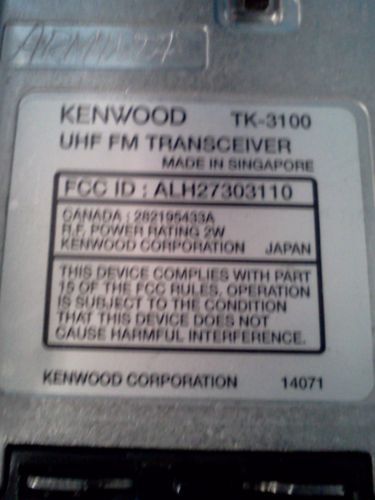 KENWOOD TK-3100
UHF FM TRANSCEIVER
MADE IN SINGAPORE
FCC ID : ALH27303110
CANADA : 282195433A
R.F. POWER RATING 2W
KENWOOD CORPORATION JAPAN
THIS DEVICE COMPLIES WITH PART
15 OF THE FCC RULES. OPERATION
IS SUBJECT TO THE CONDITION
THAT THIS DEVICE DOES NOT
CAUSE HARMFUL INTERFERENCE.
KENWOOD CORPORATION 14071